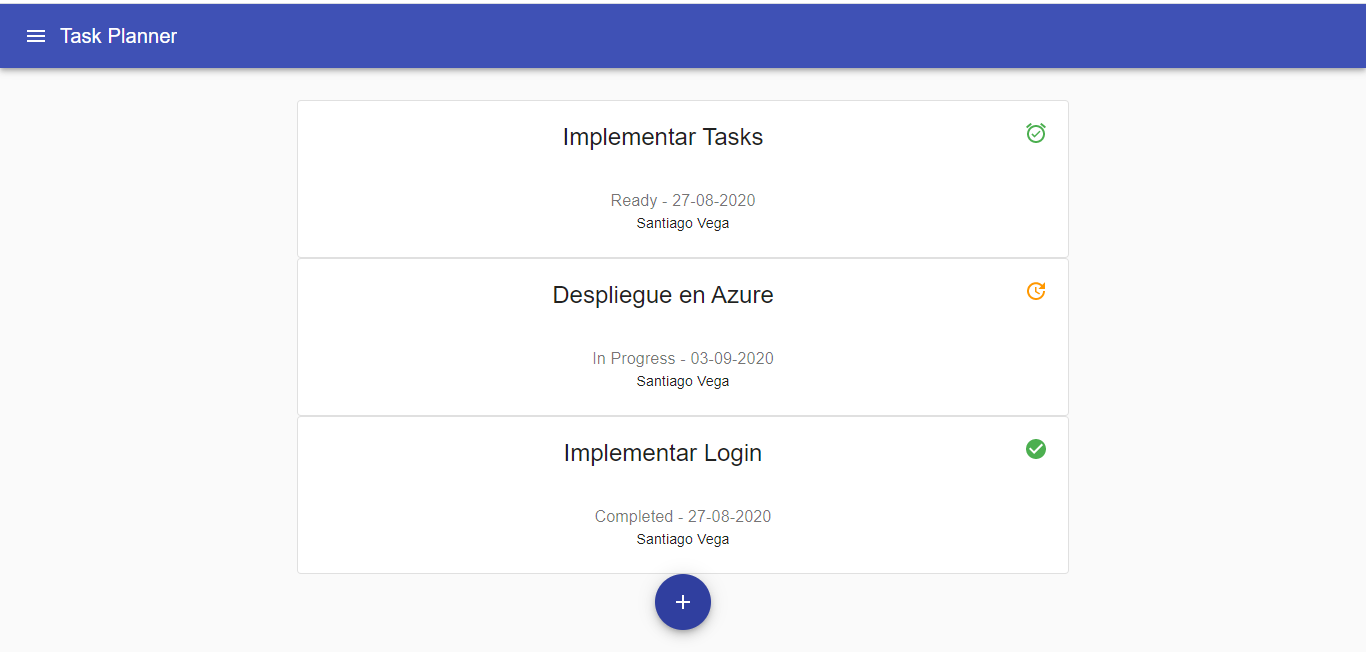 Task Planner
Implementar Tasks
Ready - 27-08-2020
Santiago Vega
Despliegue en Azure
In Progress - 03-09-2020
Santiago Vega
Implementar Login
Completed - 27-08-2020
Santiago Vega